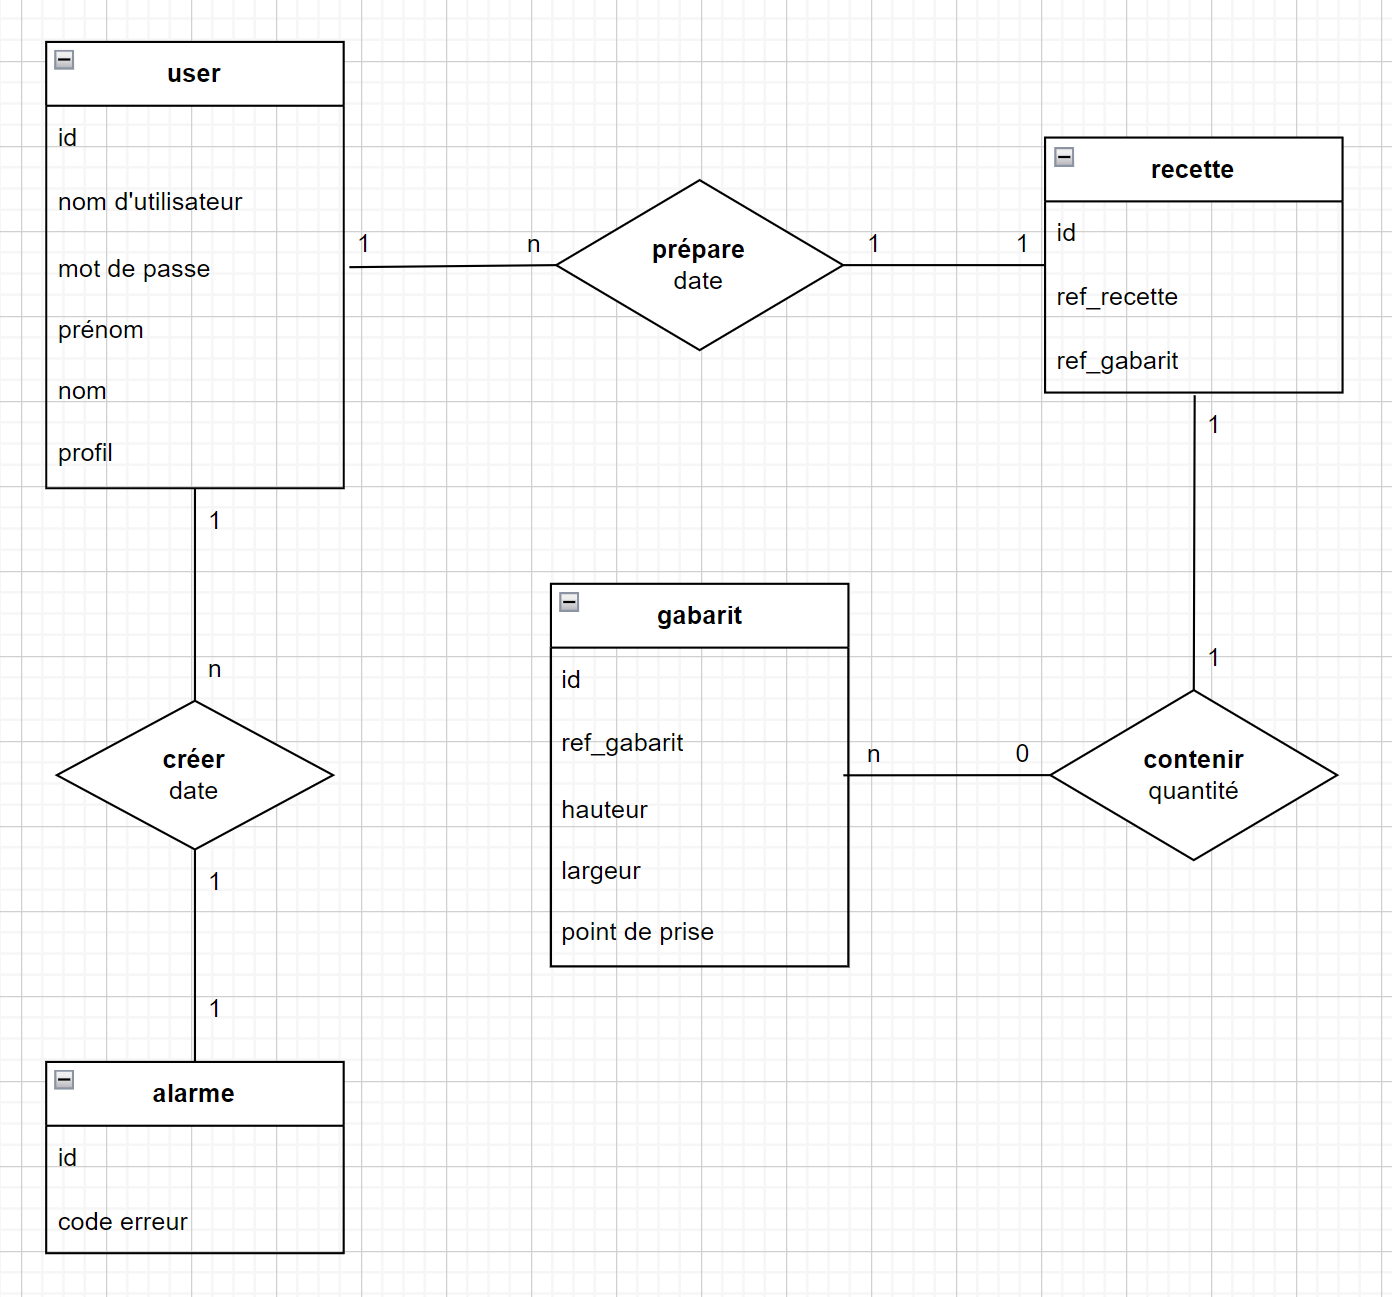 user
id
nom d'utilisateur
mot de passe
prénom
nom
profil
1
n
prépare
date
1
1
recette
id
ref_recette
ref_gabarit
1
1
1
n
gabarit
id
ref_gabarit
hauteur
largeur
point de prise
n
0
contenir
quantité
créer
date
1
1
alarme
id
code erreur